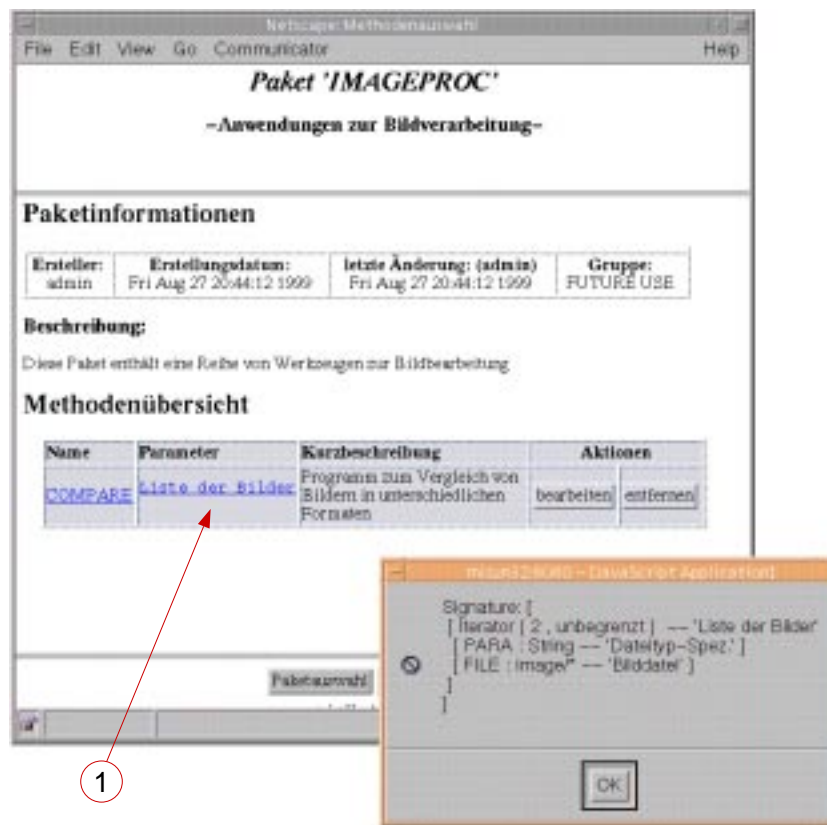 Netscape: Methodenauswahl
File Edit View Go Communicator Help
Paket 'IMAGEPROC'
-Anwendungen zur Bildverarbeitung-
Paketinformationen
Ersteller: Erstellungsdatum: letzte Änderung: (admin) Gruppe:
admin Fri Aug 27 20:44:12 1999 Fri Aug 27 20:44:12 1999 FUTURE USE
Beschreibung:
Diese Paket enthält eine Reihe von Werkzeugen zur Bildbearbeitung
Methodenübersicht
Name Parameter Kurzbeschreibung Aktionen
COMPARE Liste der Bilder
Programm zum Vergleich von
Bildern in unterschiedlichen
Formaten
bearbeiten entfernen
Paketauswahl
1
[JavaScript Application]
Signature: [
[ Iterator [ 2 , unbegrenzt ] --- 'Liste der Bilder'
[ PARA : String --- 'Dateityp-Spez.' ]
[ FILE : image/* --- 'Bilddatei' ]
]
]
OK